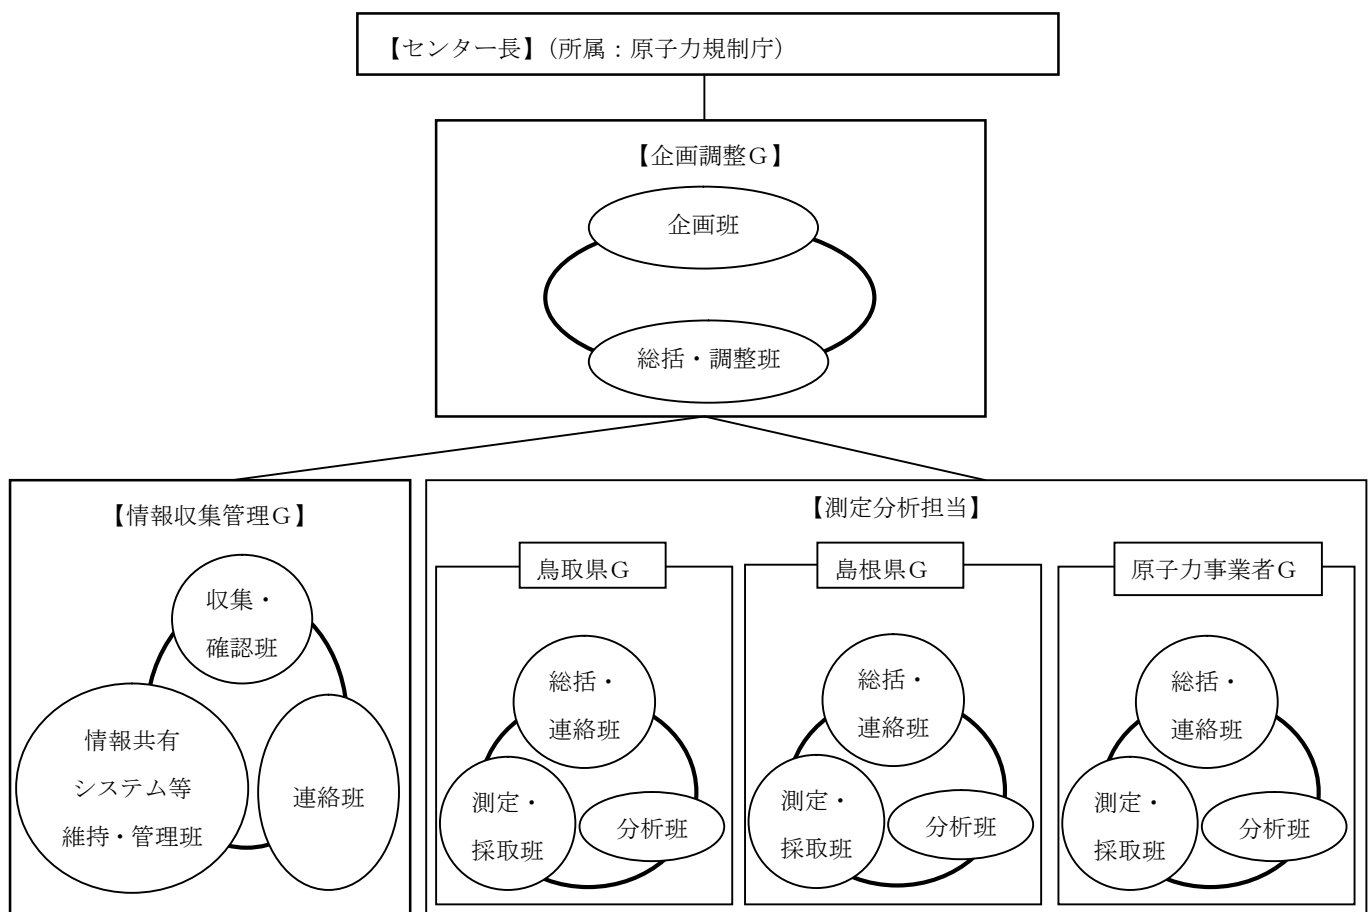 【センター長】(所属：原子力規制庁)
【企画調整G】
企画班
総括・調整班
【情報収集管理G】
収集・
確認班
情報共有
システム等
維持・管理班
連絡班
【測定分析担当】
鳥取県G
総括・
連絡班
測定・
採取班
分析班
島根県G
総括・
連絡班
測定・
採取班
分析班
原子力事業者G
総括・
連絡班
測定・
採取班
分析班